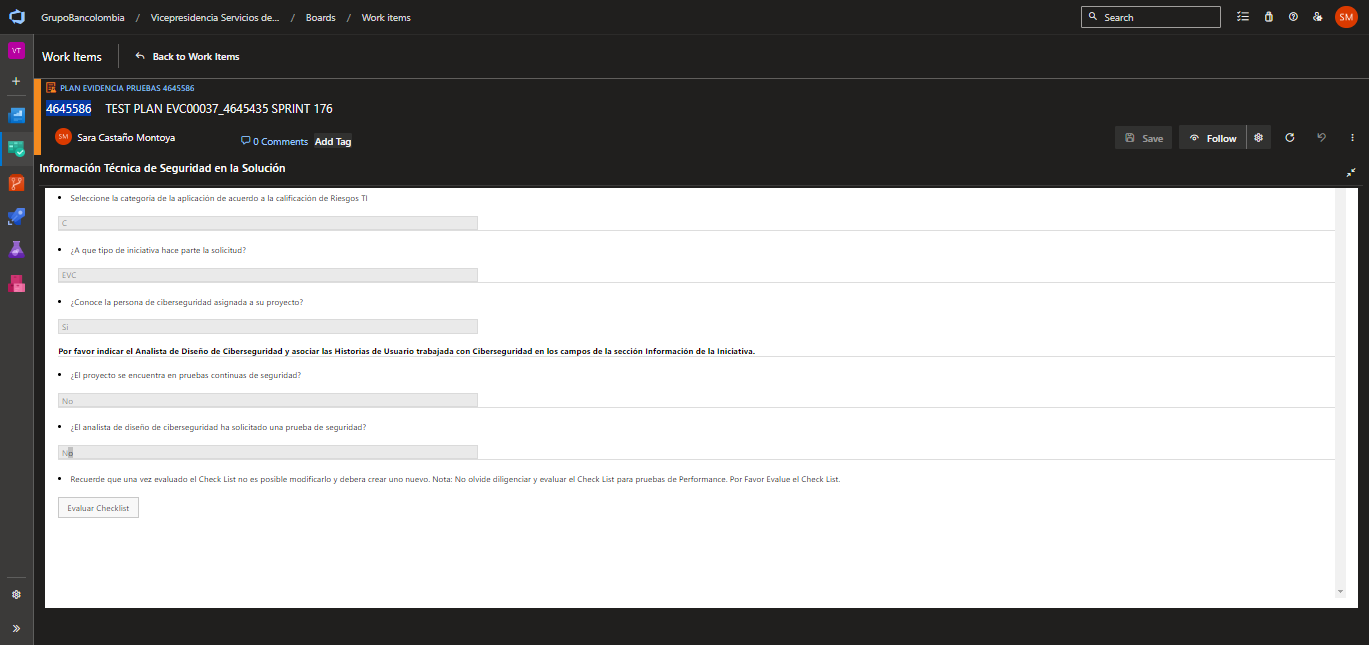 GrupoBancolombia / Vicepresidencia Servicios de... / Boards / Work items
Search
SM
VT
Work Items
Back to Work Items
PLAN EVIDENCIA PRUEBAS 4645586
4645586 TEST PLAN EVC00037_4645435 SPRINT 176
SM Sara Castaño Montoya
0 Comments Add Tag
Save Follow
Información Técnica de Seguridad en la Solución
• Seleccione la categoria de la aplicación de acuerdo a la calificación de Riesgos TI
C
• ¿A que tipo de iniciativa hace parte la solicitud?
EVC
• ¿Conoce la persona de ciberseguridad asignada a su proyecto?
Si
Por favor indicar el Analista de Diseño de Ciberseguridad y asociar las Historias de Usuario trabajada con Ciberseguridad en los campos de la sección Información de la Iniciativa.
• ¿El proyecto se encuentra en pruebas continuas de seguridad?
No
• ¿El analista de diseño de ciberseguridad ha solicitado una prueba de seguridad?
No
• Recuerde que una vez evaluado el Check List no es posible modificarlo y debera crear uno nuevo. Nota: No olvide diligenciar y evaluar el Check List para pruebas de Performance. Por Favor Evalue el Check List.
Evaluar Checklist